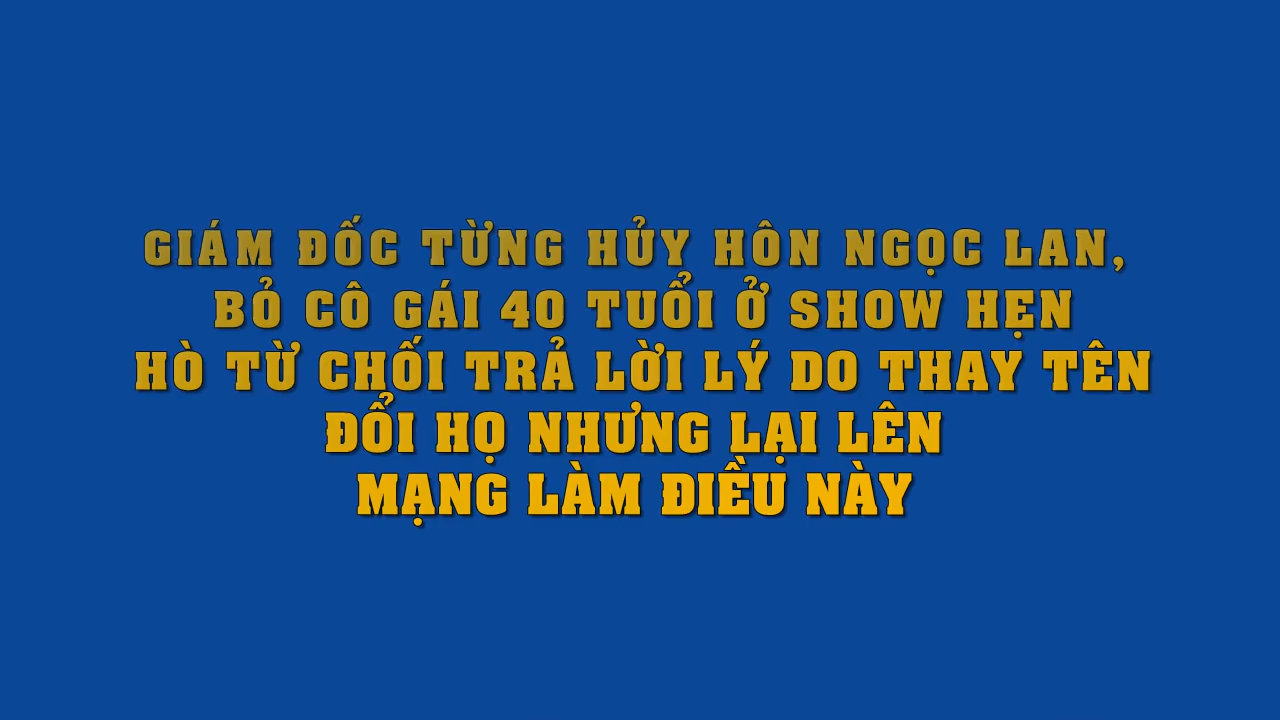 GIÁM ĐỐC TỪNG HỦY HÔN NGỌC LAN,
BỎ CÔ GÁI 40 TUỔI Ở SHOW HẸN
HÒ TỪ CHỐI TRẢ LỜI LÝ DO THAY TÊN
ĐỔI HỌ NHƯNG LẠI LÊN
MẠNG LÀM ĐIỀU NÀY